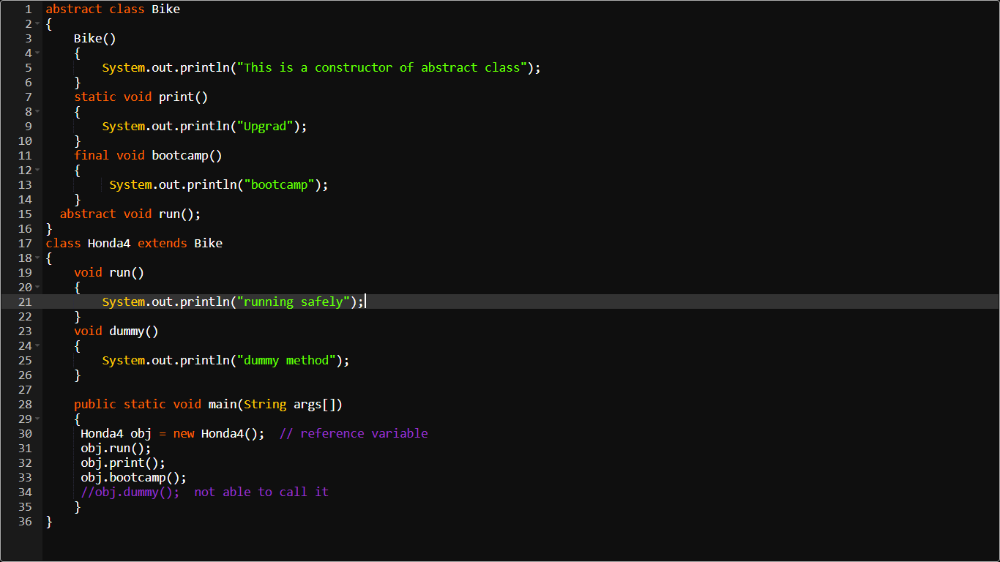 1 abstract class Bike
2 {
3     Bike()
4     {
5         System.out.println("This is a constructor of abstract class");
6     }
7     static void print()
8     {
9         System.out.println("Upgrad");
10     }
11     final void bootcamp()
12     {
13          System.out.println("bootcamp");
14     }
15   abstract void run();
16 }
17 class Honda4 extends Bike
18 {
19     void run()
20     {
21         System.out.println("running safely");
22     }
23     void dummy()
24     {
25         System.out.println("dummy method");
26     }
27
28     public static void main(String args[])
29     {
30      Honda4 obj = new Honda4();  // reference variable
31      obj.run();
32      obj.print();
33      obj.bootcamp();
34      //obj.dummy();  not able to call it
35     }
36 }